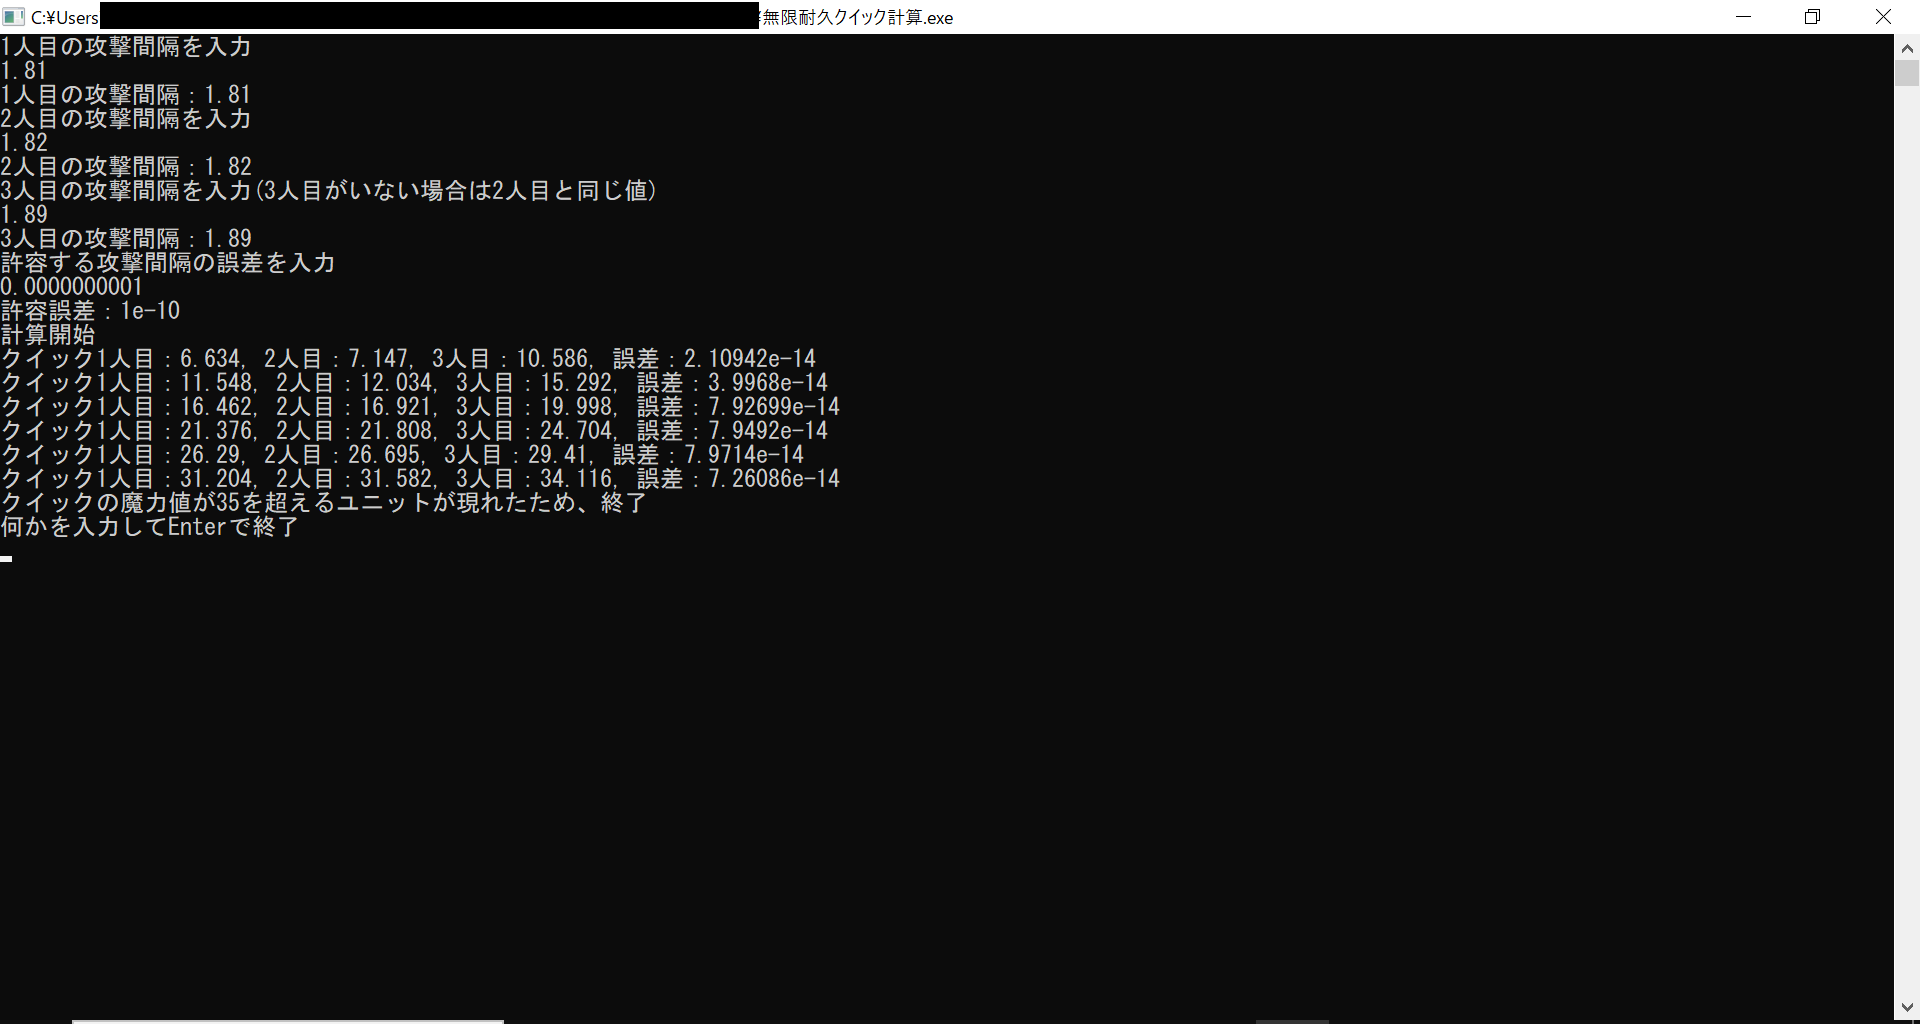 C:¥Users
¥無限耐久クイック計算.exe
1人目の攻撃間隔を入力
1.81
1人目の攻撃間隔：1.81
2人目の攻撃間隔を入力
1.82
2人目の攻撃間隔：1.82
3人目の攻撃間隔を入力(3人目がいない場合は2人目と同じ値)
1.89
3人目の攻撃間隔：1.89
許容する攻撃間隔の誤差を入力
0.0000000001
許容誤差：1e-10
計算開始
クイック1人目：6.634, 2人目：7.147, 3人目：10.586, 誤差：2.10942e-14
クイック1人目：11.548, 2人目：12.034, 3人目：15.292, 誤差：3.9968e-14
クイック1人目：16.462, 2人目：16.921, 3人目：19.998, 誤差：7.92699e-14
クイック1人目：21.376, 2人目：21.808, 3人目：24.704, 誤差：7.9492e-14
クイック1人目：26.29, 2人目：26.695, 3人目：29.41, 誤差：7.9714e-14
クイック1人目：31.204, 2人目：31.582, 3人目：34.116, 誤差：7.26086e-14
クイックの魔力値が35を超えるユニットが現れたため、終了
何かを入力してEnterで終了